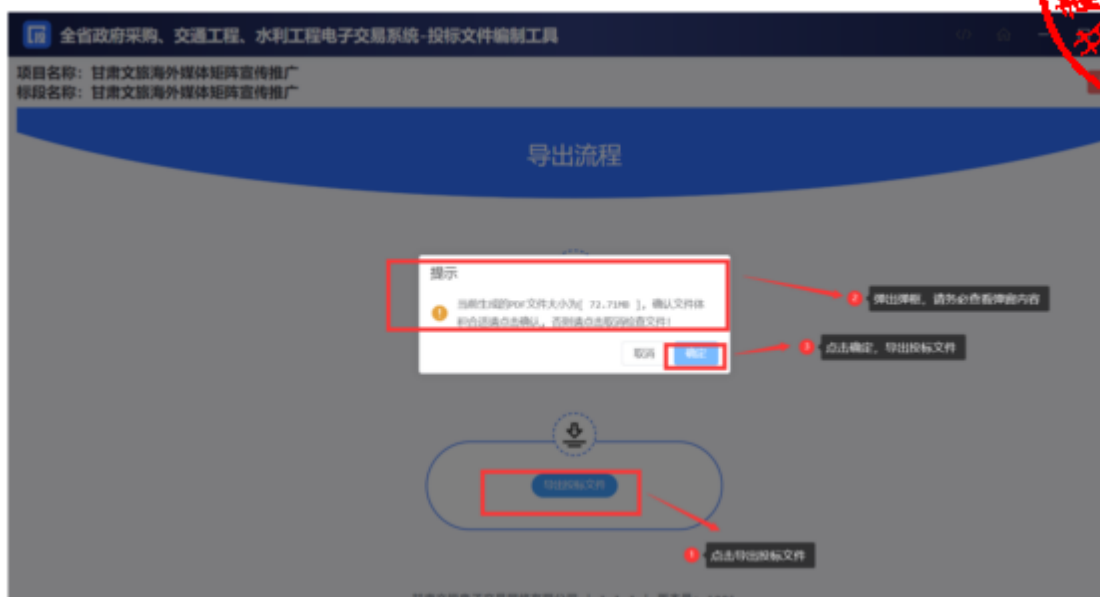 全省政府采购、交通工程、水利工程电子交易系统-投标文件编制工具
项目名称：甘肃文旅海外媒体矩阵宣传推广
标段名称：甘肃文旅海外媒体矩阵宣传推广
导出流程
提示
当前生成的PDF文件大小为[ 72.71MB ]，确认文件体
积合适请点击确认，否则请点击取消检查文件！
取消 确定
2 弹出弹框，请务必查看弹窗内容
3 点击确定，导出投标文件
导出投标文件
1 点击导出投标文件